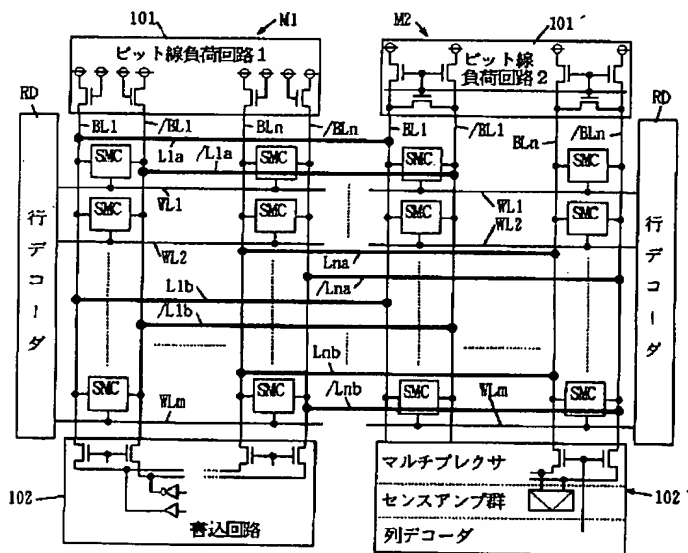 101
M1
M2
101'
ビット線負荷回路1
ビット線
負荷回路2
RD
RD
BL1
/BL1
BLn
/BLn
BL1
/BL1
BLn
/BLn
L1a
/L1a
SMC
SMC
SMC
SMC
WL1
WL1
SMC
SMC
SMC
SMC
WL2
WL2
行デコーダ
行デコーダ
Lna
/Lna
L1b
/L1b
Lnb
/Lnb
SMC
SMC
SMC
SMC
WLm
WLm
102
書込回路
マルチプレクサ
センスアンプ群
列デコーダ
102'